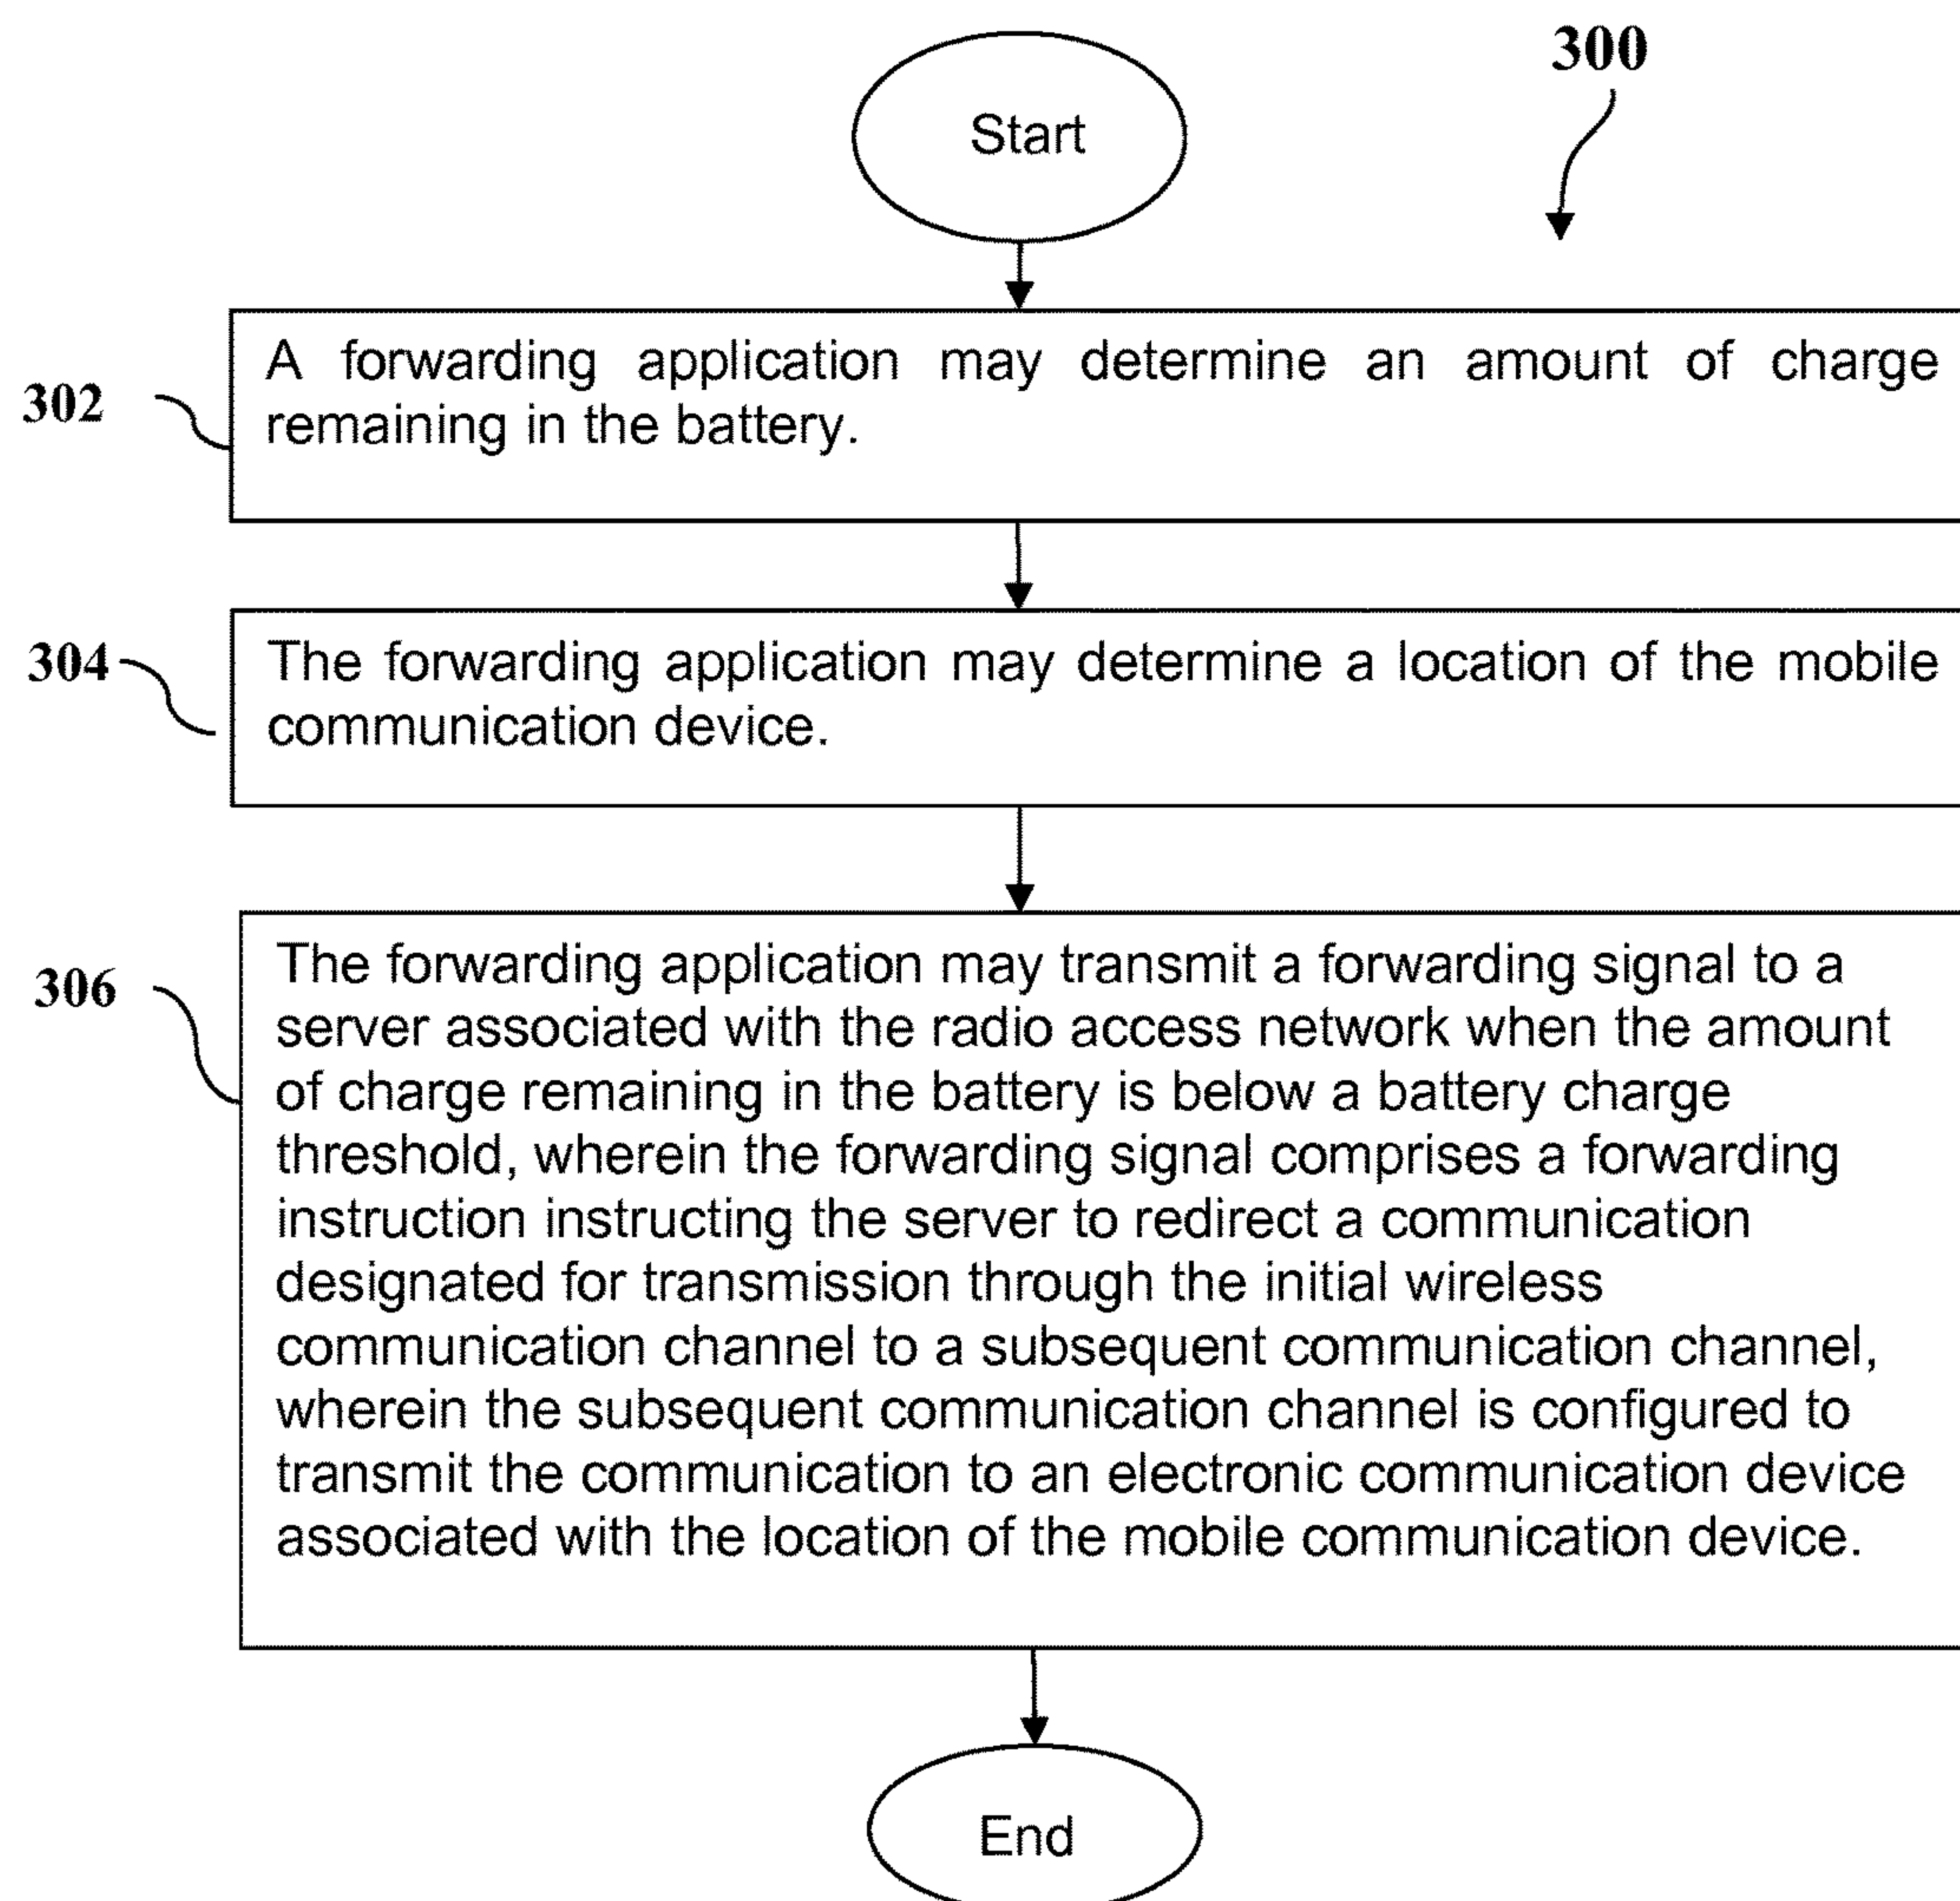 300
Start
302
A forwarding application may determine an amount of charge
remaining in the battery.
304
The forwarding application may determine a location of the mobile
communication device.
306
The forwarding application may transmit a forwarding signal to a
server associated with the radio access network when the amount
of charge remaining in the battery is below a battery charge
threshold, wherein the forwarding signal comprises a forwarding
instruction instructing the server to redirect a communication
designated for transmission through the initial wireless
communication channel to a subsequent communication channel,
wherein the subsequent communication channel is configured to
transmit the communication to an electronic communication device
associated with the location of the mobile communication device.
End